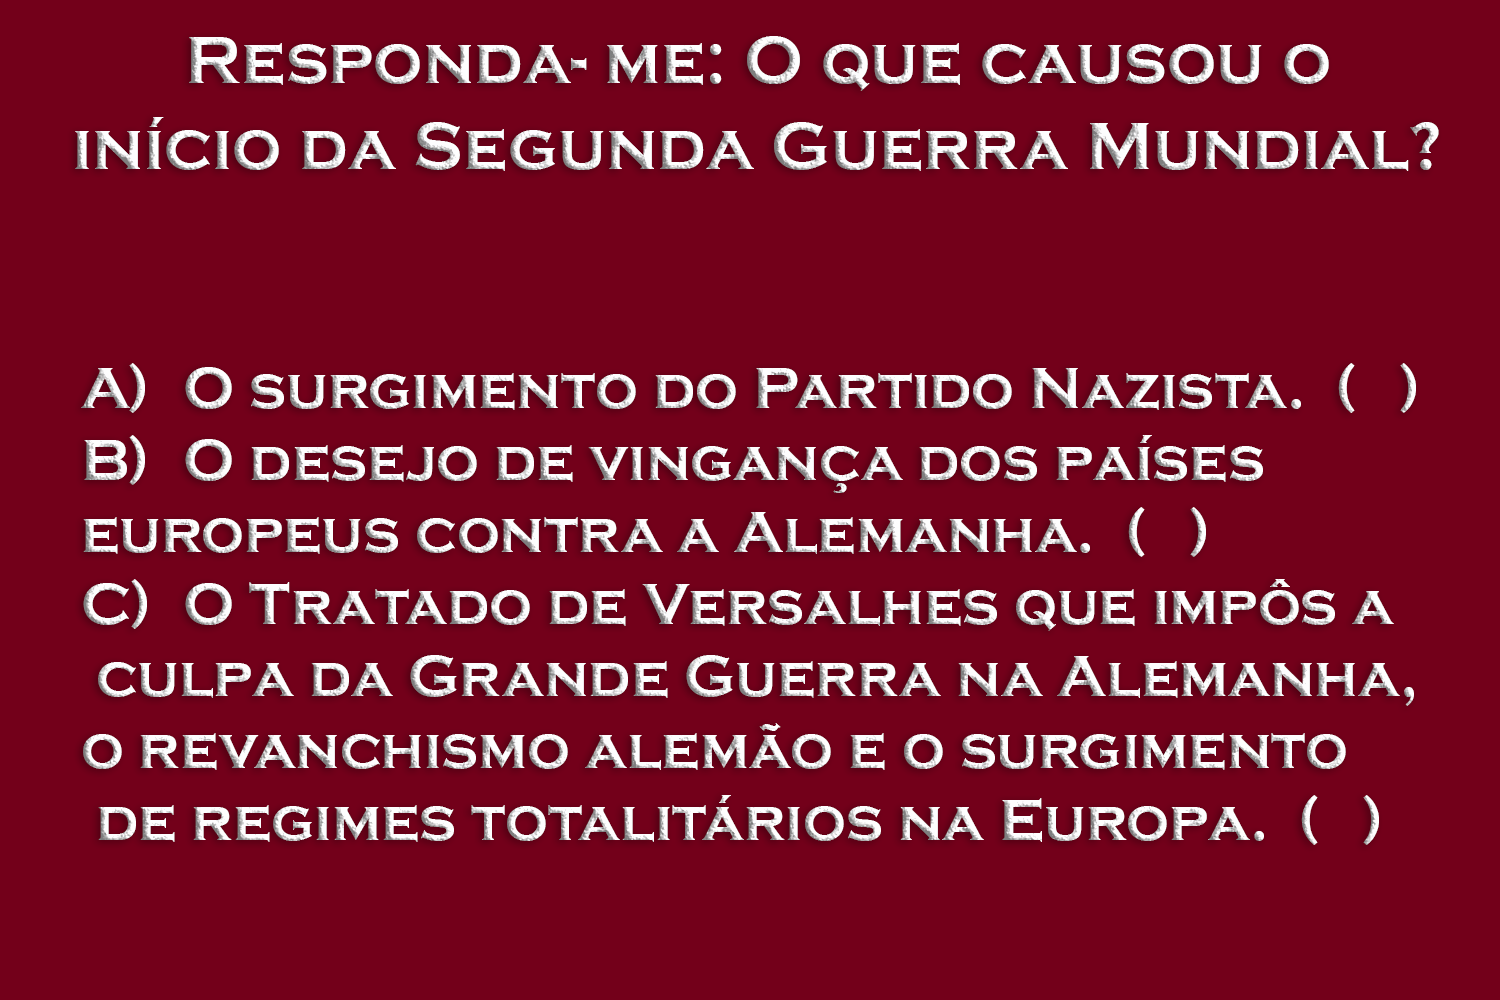 Responda- me: O que causou o
início da Segunda Guerra Mundial?
A) O surgimento do Partido Nazista. ( )
B) O desejo de vingança dos países
europeus contra a Alemanha. ( )
C) O Tratado de Versalhes que impôs a
culpa da Grande Guerra na Alemanha,
o revanchismo alemão e o surgimento
de regimes totalitários na Europa. ( )